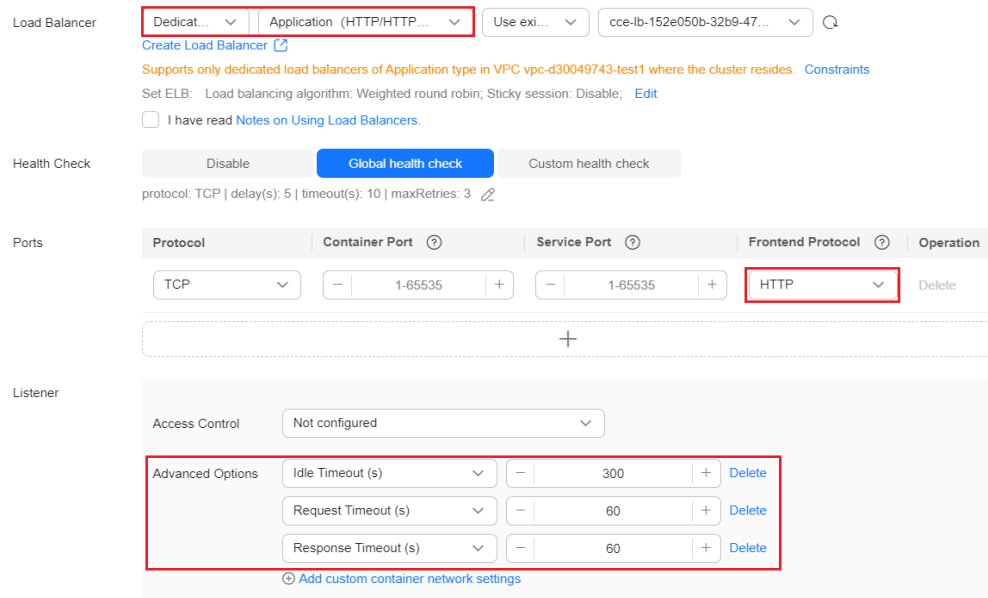 Load Balancer Dedicat... Application (HTTP/HTTP... Use exi... cce-lb-152e050b-32b9-47...
Create Load Balancer
Supports only dedicated load balancers of Application type in VPC vpc-d30049743-test1 where the cluster resides. Constraints
Set ELB: Load balancing algorithm: Weighted round robin; Sticky session: Disable; Edit
I have read Notes on Using Load Balancers.
Health Check Disable Global health check Custom health check
protocol: TCP | delay(s): 5 | timeout(s): 10 | maxRetries: 3
Ports Protocol Container Port ? Service Port ? Frontend Protocol ? Operation
TCP − 1-65535 + − 1-65535 + HTTP Delete
+
Listener
Access Control Not configured
Advanced Options Idle Timeout (s) − 300 + Delete
Request Timeout (s) − 60 + Delete
Response Timeout (s) − 60 + Delete
Add custom container network settings